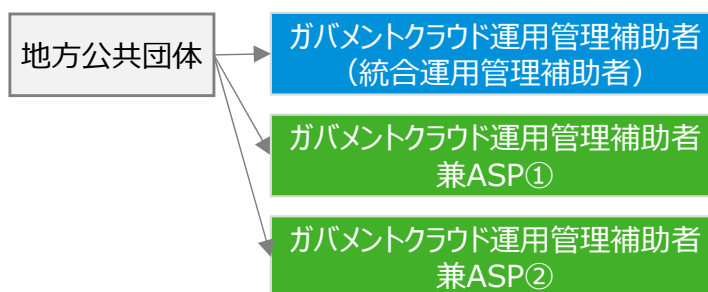 地方公共団体
ガバメントクラウド運用管理補助者
（統合運用管理補助者）
ガバメントクラウド運用管理補助者
兼ASP①
ガバメントクラウド運用管理補助者
兼ASP②